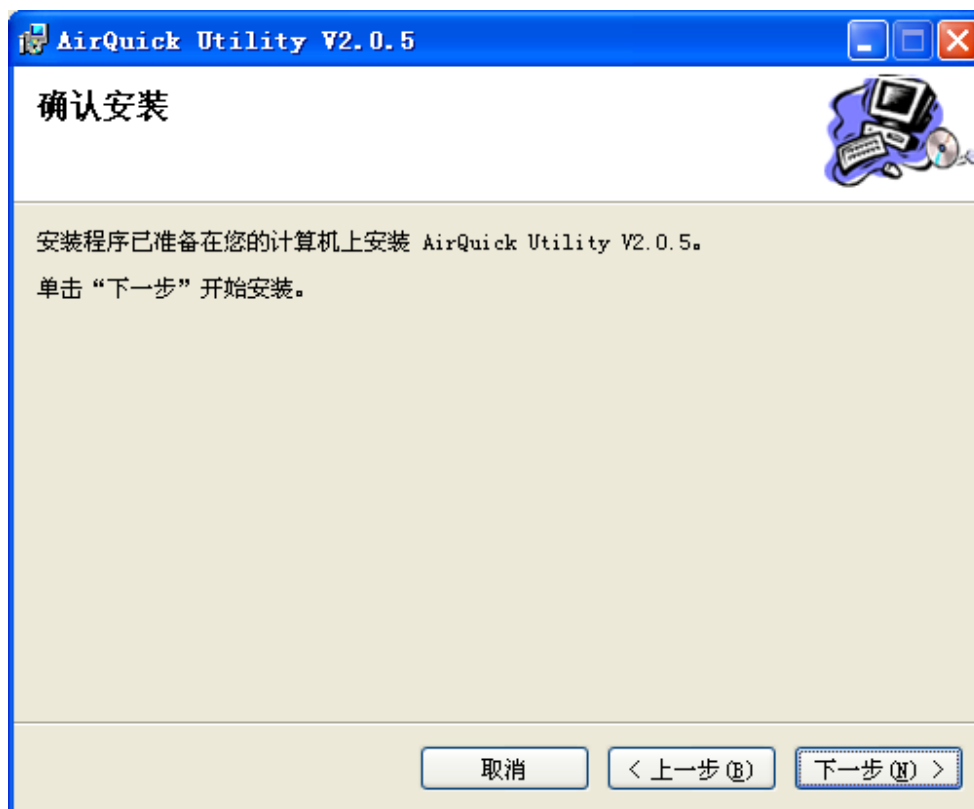 AirQuick Utility V2.0.5
确认安装
安装程序已准备在您的计算机上安装 AirQuick Utility V2.0.5。
单击“下一步”开始安装。
取消
< 上一步(B)
下一步(N) >